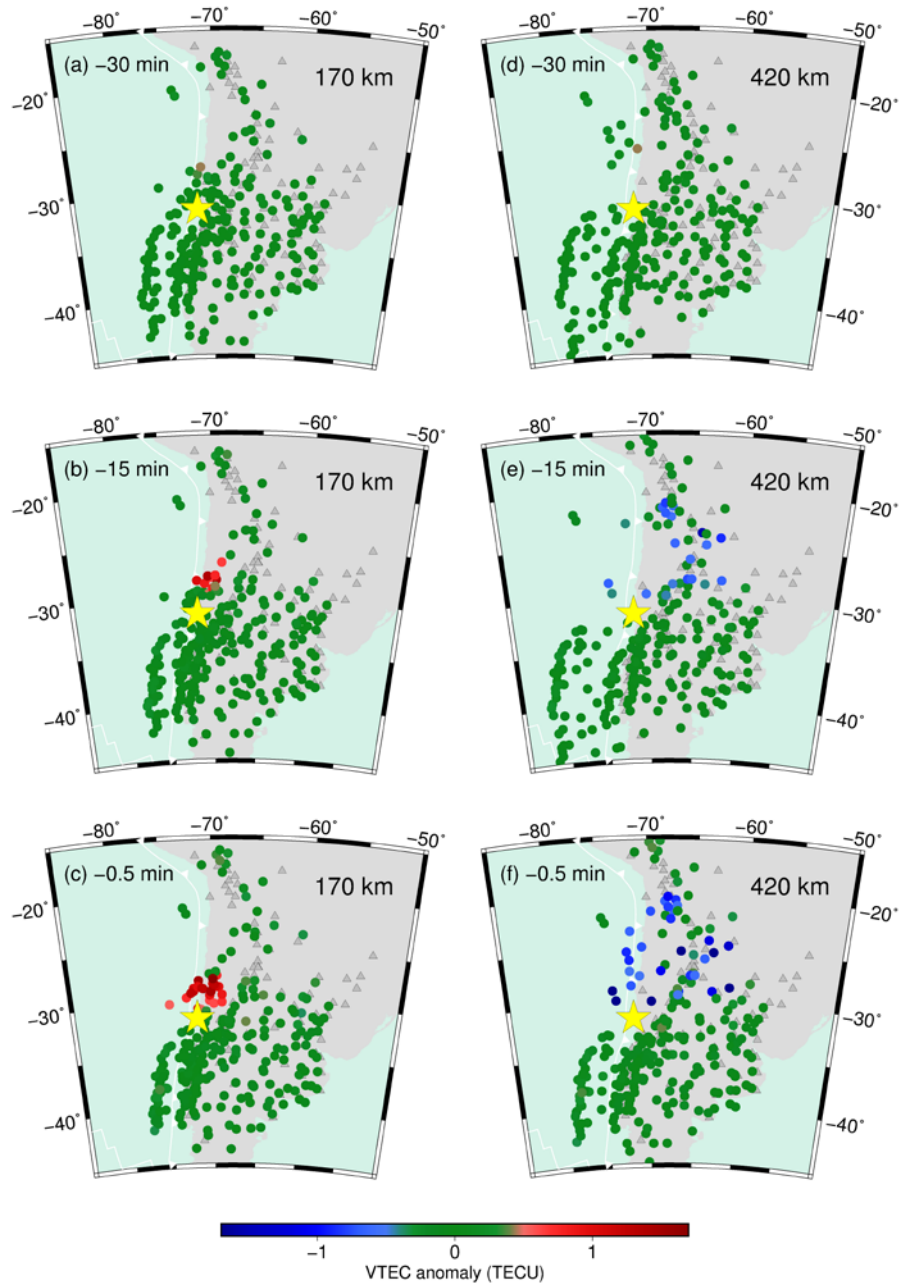 −80° −70° −60° −50°
(a) −30 min 170 km
−20°
−30°
−40°
−80° −70° −60° −50°
(d) −30 min 420 km
−20°
−30°
−40°
−80° −70° −60° −50°
(b) −15 min 170 km
−20°
−30°
−40°
−80° −70° −60° −50°
(e) −15 min 420 km
−20°
−30°
−40°
−80° −70° −60° −50°
(c) −0.5 min 170 km
−20°
−30°
−40°
−80° −70° −60° −50°
(f) −0.5 min 420 km
−20°
−30°
−40°
−1 0 1
VTEC anomaly (TECU)